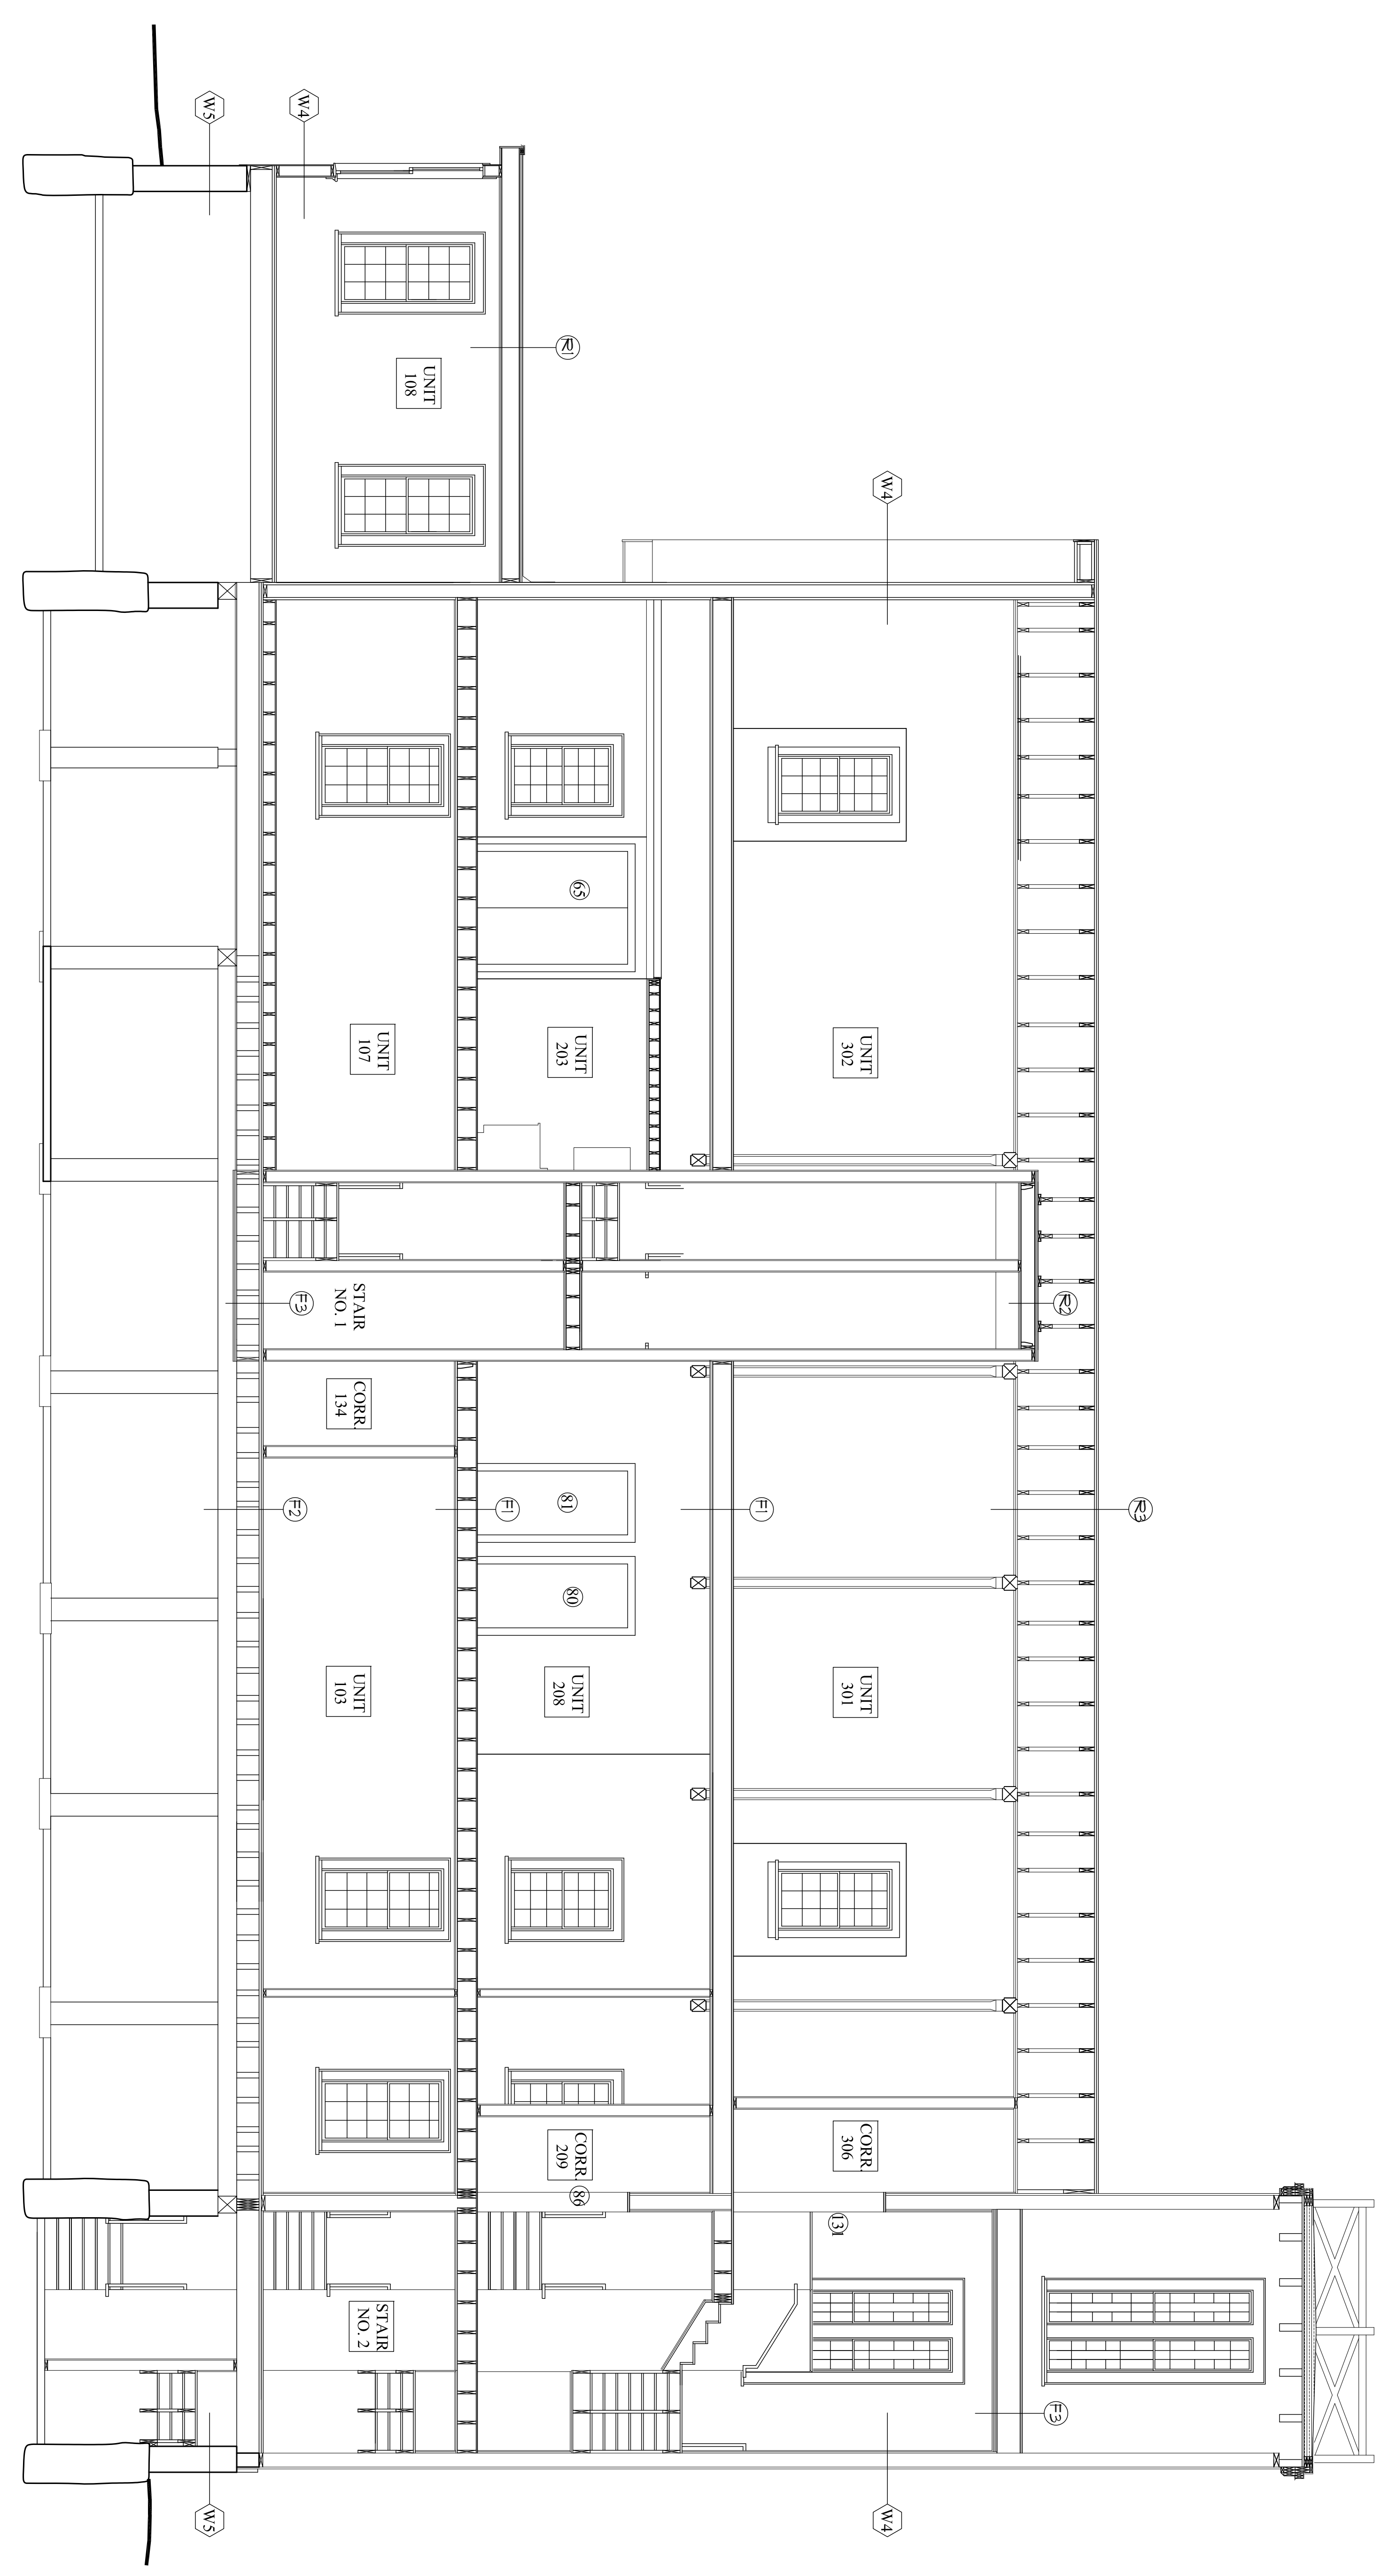 R3
R2
F3
W4
W4
UNIT
302
UNIT
301
CORR.
306
131
F1
R1
65
81
80
86
UNIT
203
UNIT
208
CORR.
209
F1
UNIT
108
UNIT
107
STAIR
NO. 1
CORR.
134
UNIT
103
STAIR
NO. 2
W4
F3
F2
W5
W5